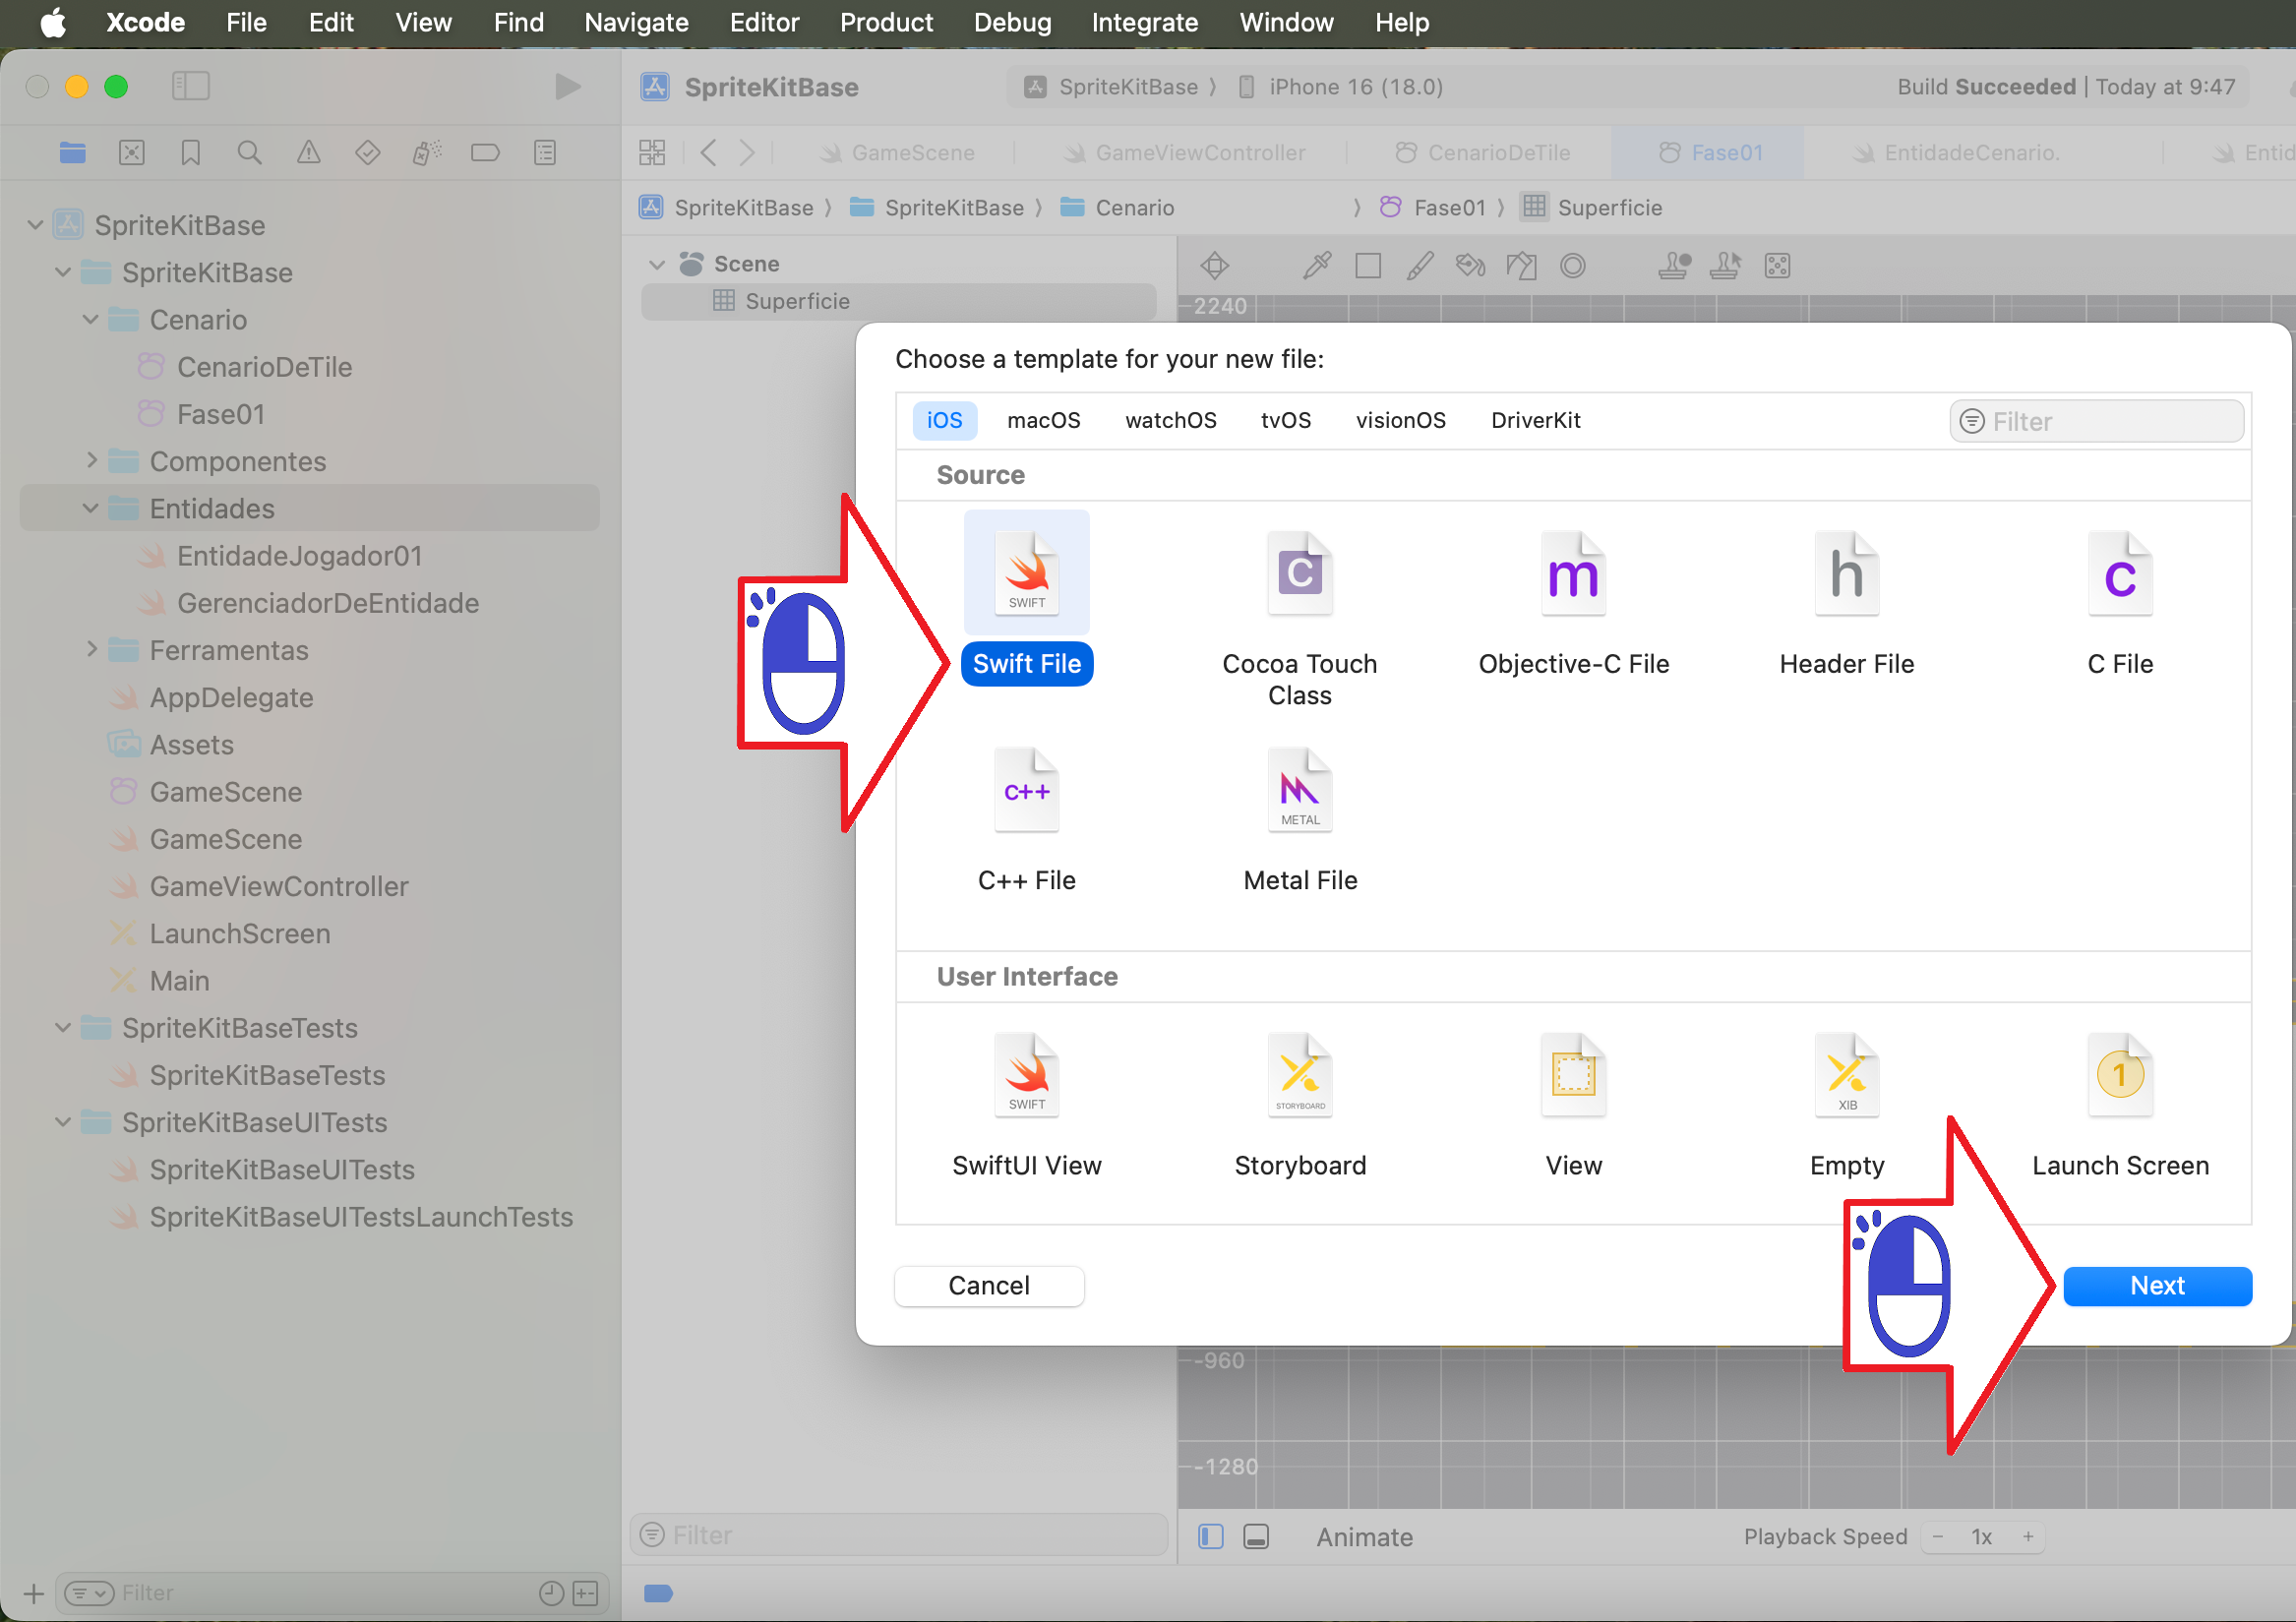 Xcode File Edit View Find Navigate Editor Product Debug Integrate Window Help
SpriteKitBase
SpriteKitBase 〉 iPhone 16 (18.0)
Build Succeeded | Today at 9:47
GameScene GameViewController CenarioDeTile Fase01 EntidadeCenario. Entid
SpriteKitBase 〉 SpriteKitBase 〉 Cenario 〉 Fase01 〉 Superficie
SpriteKitBase
SpriteKitBase
Cenario
CenarioDeTile
Fase01
Componentes
Entidades
EntidadeJogador01
GerenciadorDeEntidade
Ferramentas
AppDelegate
Assets
GameScene
GameScene
GameViewController
LaunchScreen
Main
SpriteKitBaseTests
SpriteKitBaseTests
SpriteKitBaseUITests
SpriteKitBaseUITests
SpriteKitBaseUITestsLaunchTests
Filter
Scene
Superficie
Filter
2240
Choose a template for your new file:
iOS macOS watchOS tvOS visionOS DriverKit
Filter
Source
SWIFT
Swift File
C
Cocoa Touch
Class
m
Objective-C File
h
Header File
C
C File
C++
C++ File
METAL
Metal File
User Interface
SWIFT
SwiftUI View
STORYBOARD
Storyboard
View
XIB
Empty
1
Launch Screen
Cancel
Next
-960
-1280
Animate
Playback Speed − 1x +